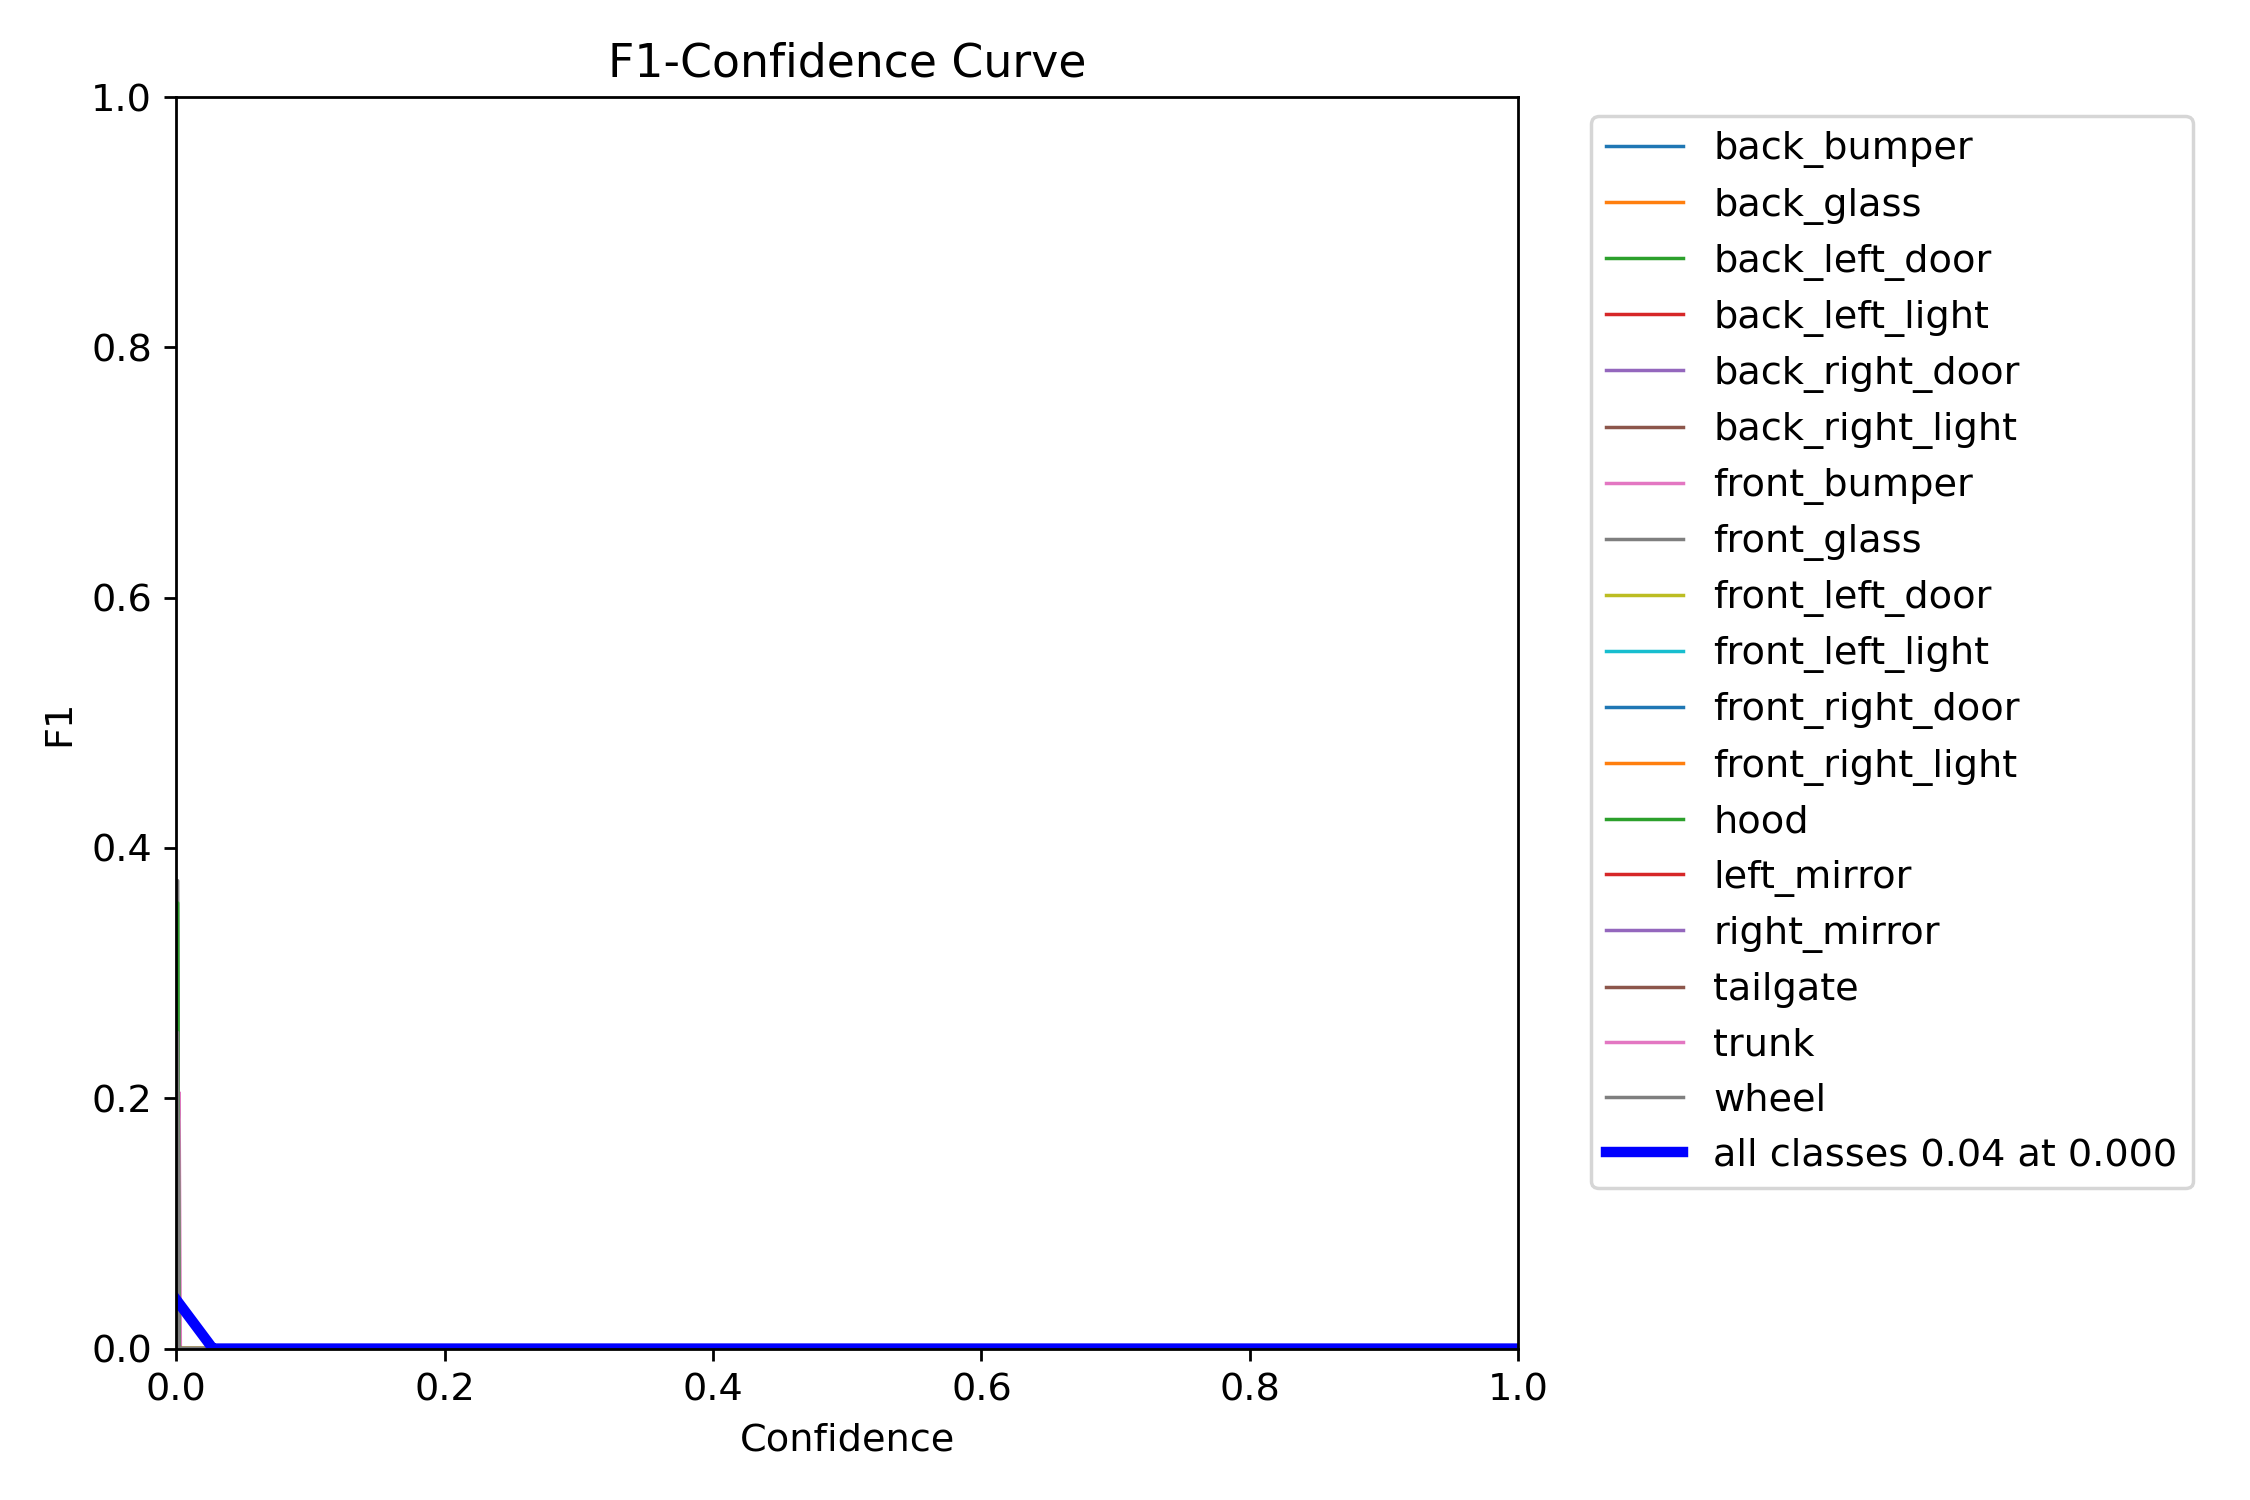 F1-Confidence Curve
1.0
0.8
0.6
0.4
0.2
0.0
F1
0.0 0.2 0.4 0.6 0.8 1.0
Confidence
back_bumper
back_glass
back_left_door
back_left_light
back_right_door
back_right_light
front_bumper
front_glass
front_left_door
front_left_light
front_right_door
front_right_light
hood
left_mirror
right_mirror
tailgate
trunk
wheel
all classes 0.04 at 0.000